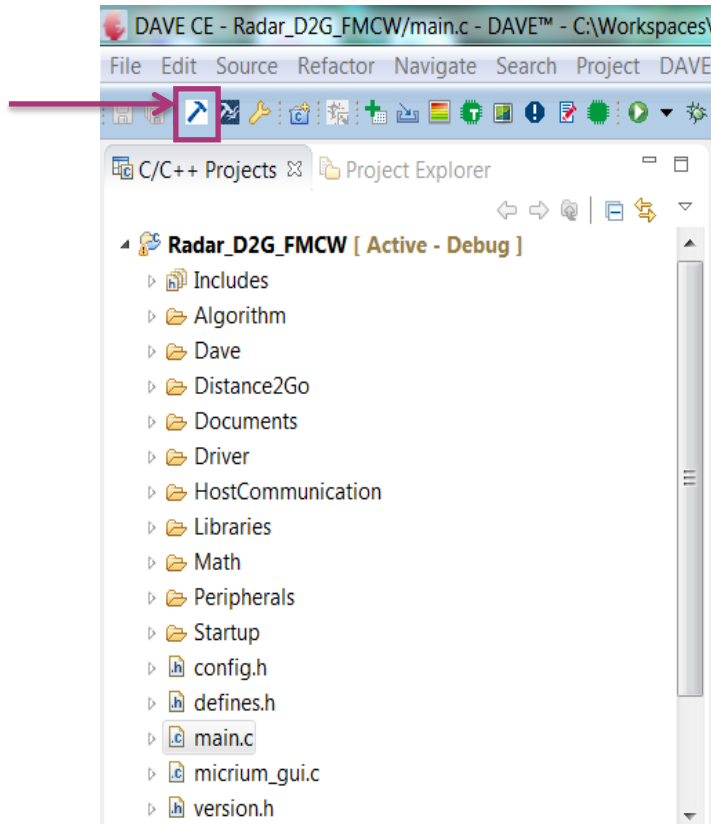 DAVE CE - Radar_D2G_FMCW/main.c - DAVE™ - C:\Workspaces\
File Edit Source Refactor Navigate Search Project DAVE
C/C++ Projects Project Explorer
Radar_D2G_FMCW [ Active - Debug ]
Includes
Algorithm
Dave
Distance2Go
Documents
Driver
HostCommunication
Libraries
Math
Peripherals
Startup
.h config.h
.h defines.h
.c main.c
.c micrium_gui.c
.h version.h